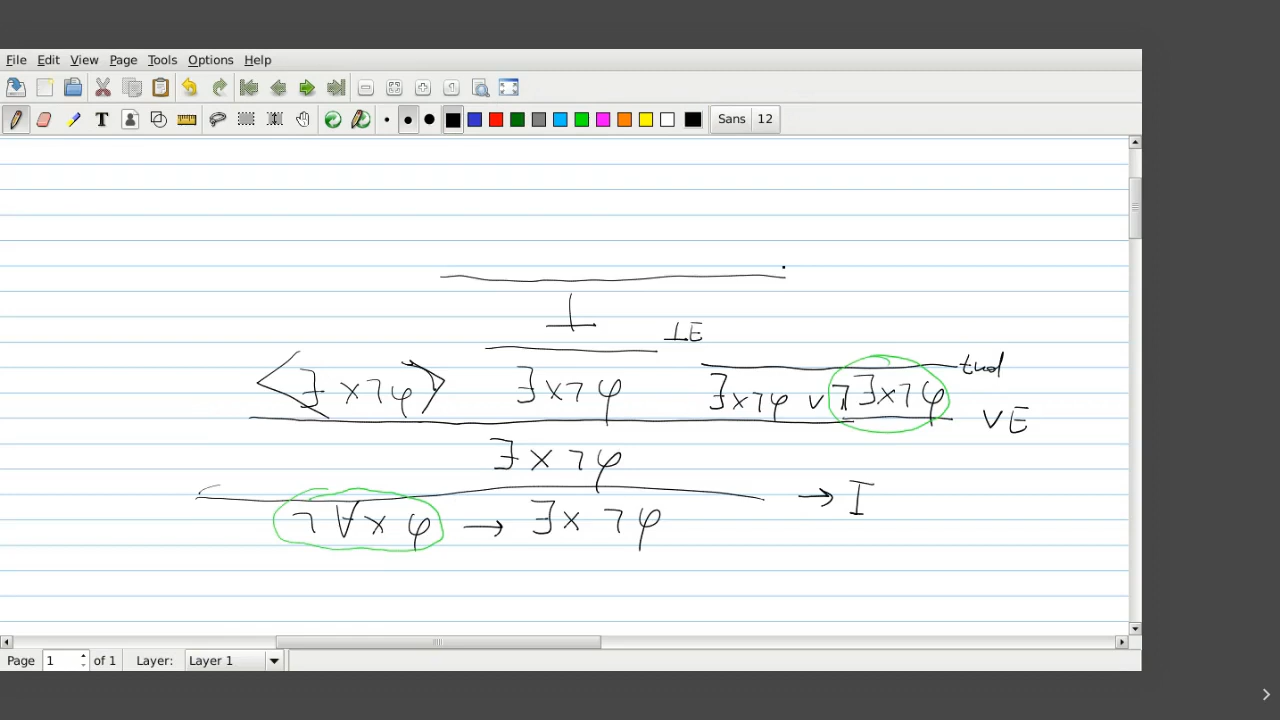 File Edit View Page Tools Options Help
Sans 12
⊥
⊥E
∃x¬φ ∃x¬φ ∃x¬φ ∨ ¬∃x¬φ tnd
∨E
∃x¬φ
→I
¬∀xφ → ∃x¬φ
Page 1 of 1 Layer: Layer 1